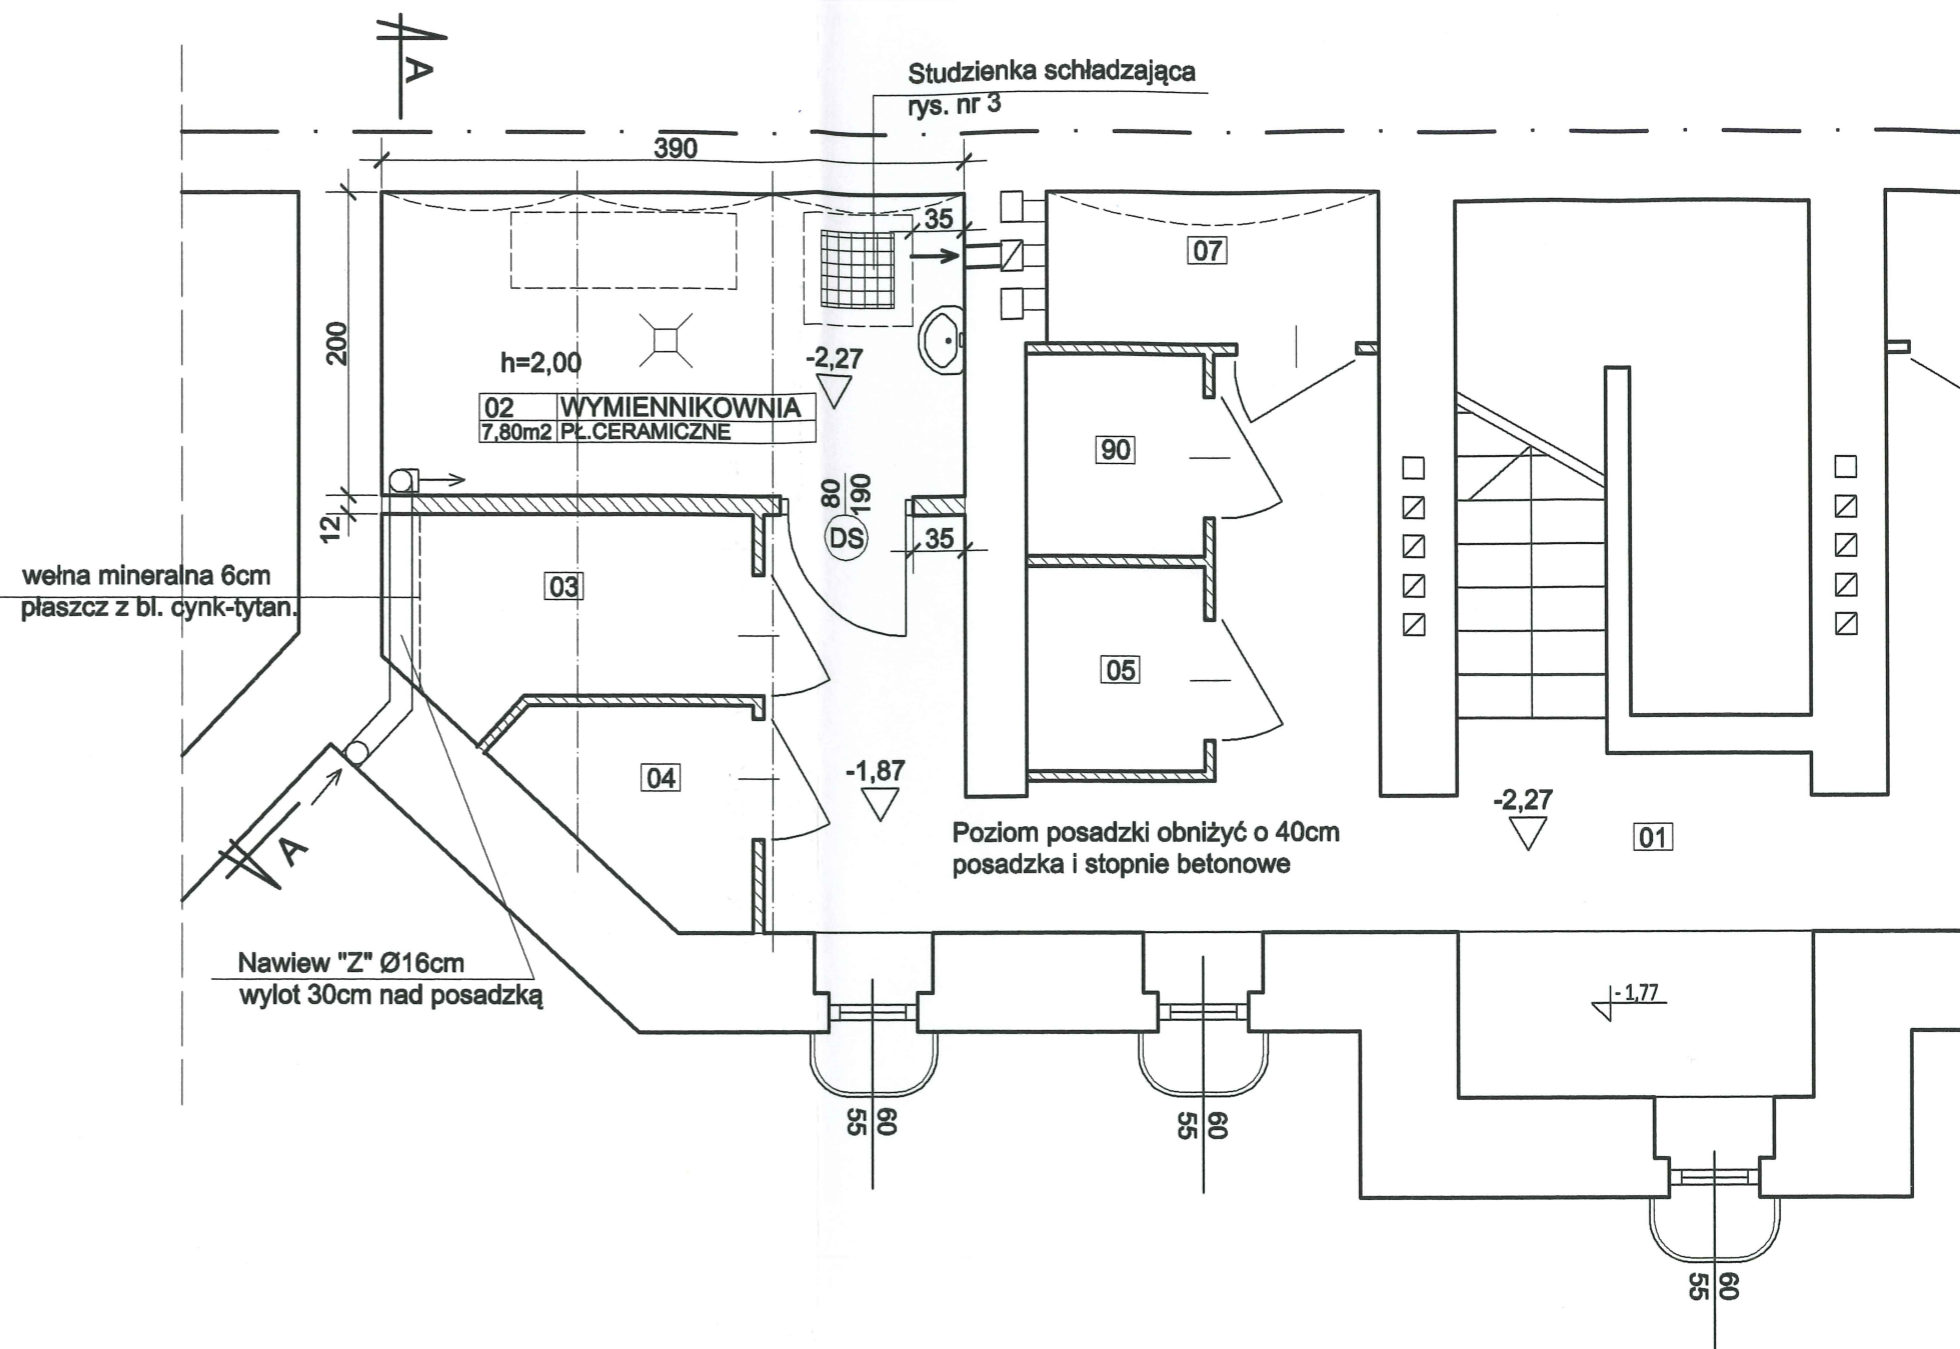 A
Studzienka schładzająca
rys. nr 3
390
35
07
200
h=2,00
-2,27
02 WYMIENNIKOWNIA
7,80m2 PŁ.CERAMICZNE
90
80
190
12
DS
35
wełna mineralna 6cm
płaszcz z bl. cynk-tytan.
03
05
04
-1,87
-2,27
01
Poziom posadzki obniżyć o 40cm
posadzka i stopnie betonowe
A
Nawiew "Z" Ø16cm
wylot 30cm nad posadzką
- 1,77
55
60
55
60
55
60